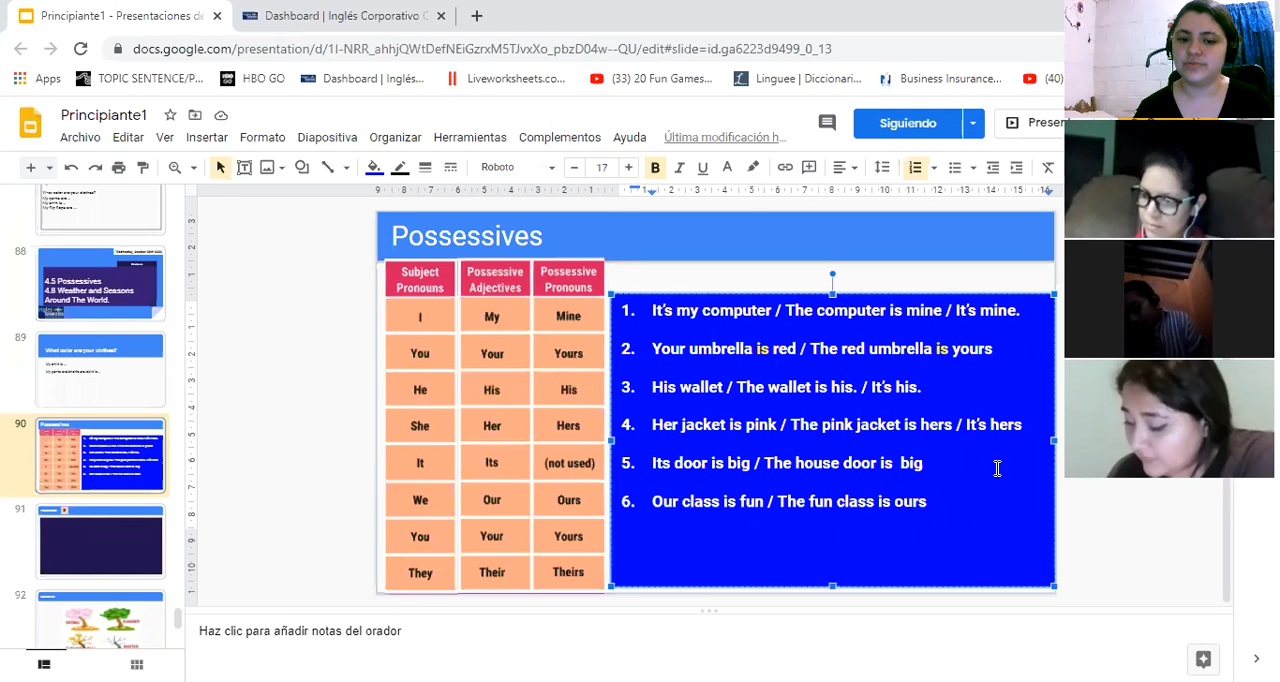 Principiante1 - Presentaciones de
Dashboard | Inglés Corporativo C
docs.google.com/presentation/d/1I-NRR_ahhjQWtDefNEiGzrxM5TJvxXo_pbzD04w--QU/edit#slide=id.ga6223d9499_0_13
Apps
TOPIC SENTENCE/P...
HBO GO
Dashboard | Inglés...
Liveworksheets.co...
(33) 20 Fun Games...
Linguee | Diccionari...
Business Insurance...
(40)
Principiante1
Archivo Editar Ver Insertar Formato Diapositiva Organizar Herramientas Complementos Ayuda Última modificación h...
Siguiendo
Presen
Roboto
17
Possessives
Subject Pronouns
Possessive Adjectives
Possessive Pronouns
I My Mine
You Your Yours
He His His
She Her Hers
It Its (not used)
We Our Ours
You Your Yours
They Their Theirs
1. It's my computer / The computer is mine / It's mine.
2. Your umbrella is red / The red umbrella is yours
3. His wallet / The wallet is his. / It's his.
4. Her jacket is pink / The pink jacket is hers / It's hers
5. Its door is big / The house door is big
6. Our class is fun / The fun class is ours
88
4.5 Possessives
4.8 Weather and Seasons
Around The World.
89
What color are your clothes?
90
Possessives
91
92
Haz clic para añadir notas del orador